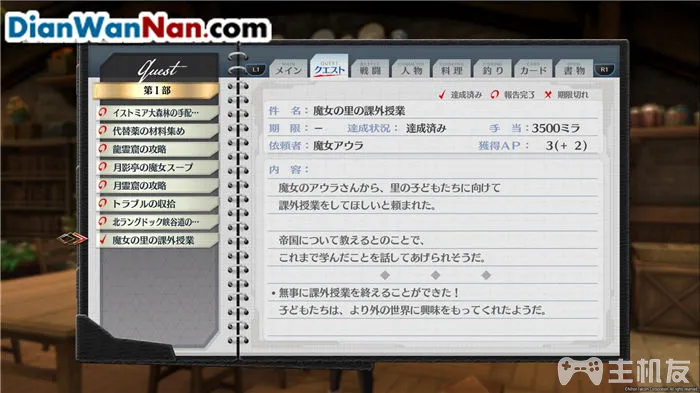 DianWanNan.com
quest
第Ⅰ部
イストミア大森林の手配…
代替薬の材料集め
龍霊窟の攻略
月影亭の魔女スープ
月霊窟の攻略
トラブルの収拾
北ラングドック峡谷道の…
魔女の里の課外授業
L1
メイン
QUEST
クエスト
BATTLE
戦闘
人物
料理
釣り
CARD
カード
BOOK
書物
R1
達成済み 報告完了 期限切れ
件 名：魔女の里の課外授業
期 限：－ 達成状況： 達成済み 手 当：3500ミラ
依頼者：魔女アウラ 獲得ＡＰ： 3(+ 2)
内 容：
魔女のアウラさんから、里の子どもたちに向けて
課外授業をしてほしいと頼まれた。
帝国について教えるとのことで、
これまで学んだことを話してあげられそうだ。
・無事に課外授業を終えることができた！
子どもたちは、より外の世界に興味をもってくれたようだ。
主机友
©Nihon Falcom Corporation All rights reserved.